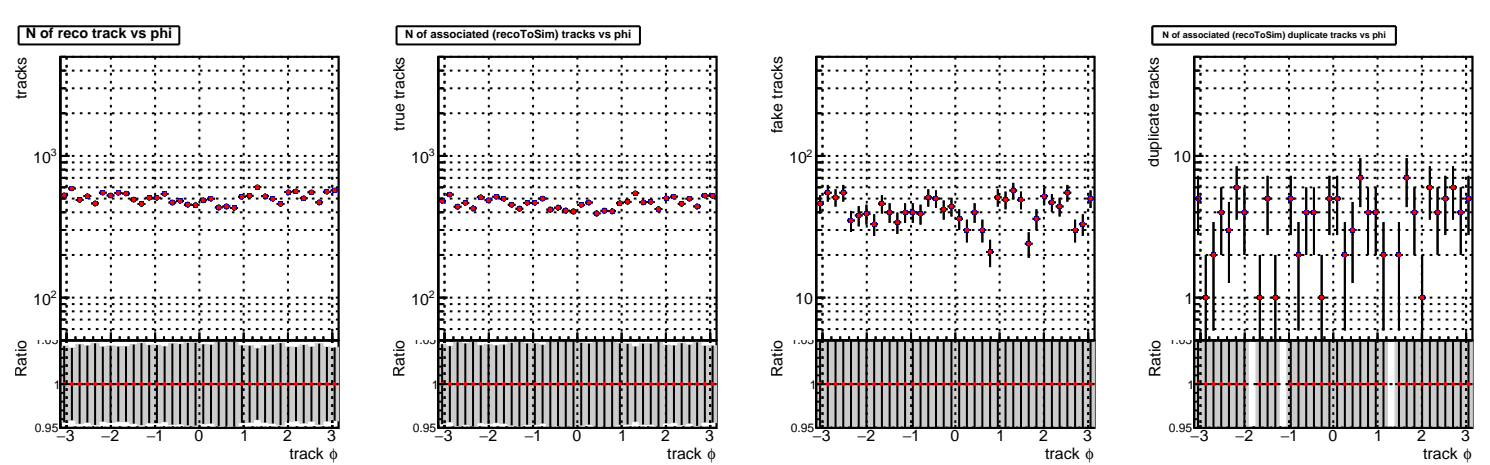 N of reco track vs phi
tracks
10³
10²
Ratio
1
0.95
−3 −2 −1 0 1 2 3
track ϕ
N of associated (recoToSim) tracks vs phi
true tracks
10³
10²
Ratio
1
0.95
−3 −2 −1 0 1 2 3
track ϕ
fake tracks
10²
10
Ratio
1
0.95
−3 −2 −1 0 1 2 3
track ϕ
N of associated (recoToSim) duplicate tracks vs phi
duplicate tracks
10
1
Ratio
1
0.95
−3 −2 −1 0 1 2 3
track ϕ